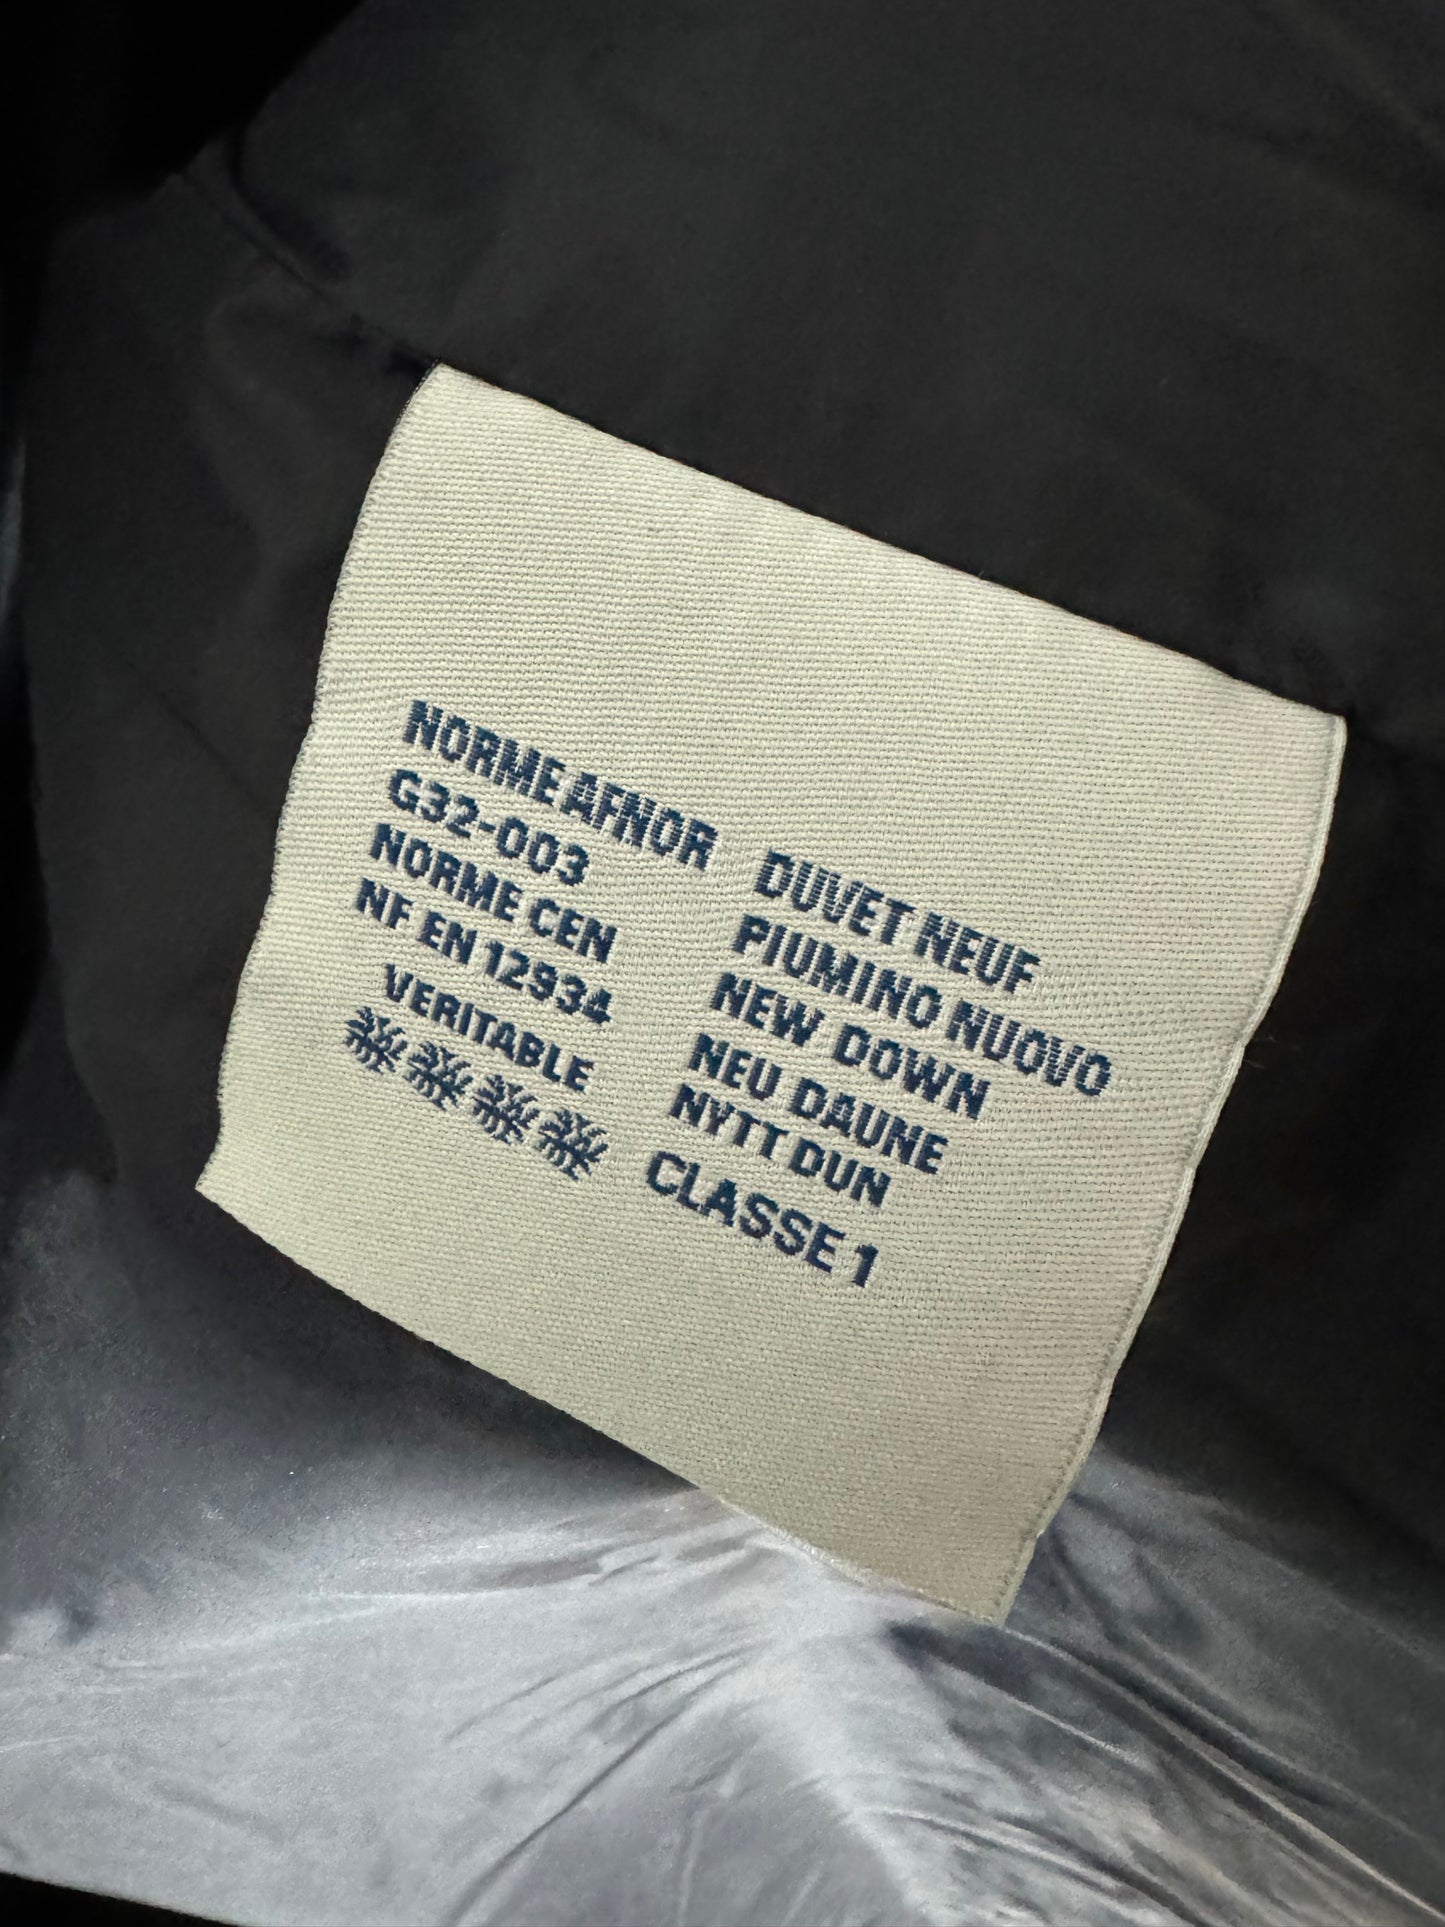 NORME AFNOR
G32-003
NORME CEN
NF EN 12934
VERITABLE
DUVET NEUF
PIUMINO NUOVO
NEW DOWN
NEU DAUNE
NYTT DUN
CLASSE 1